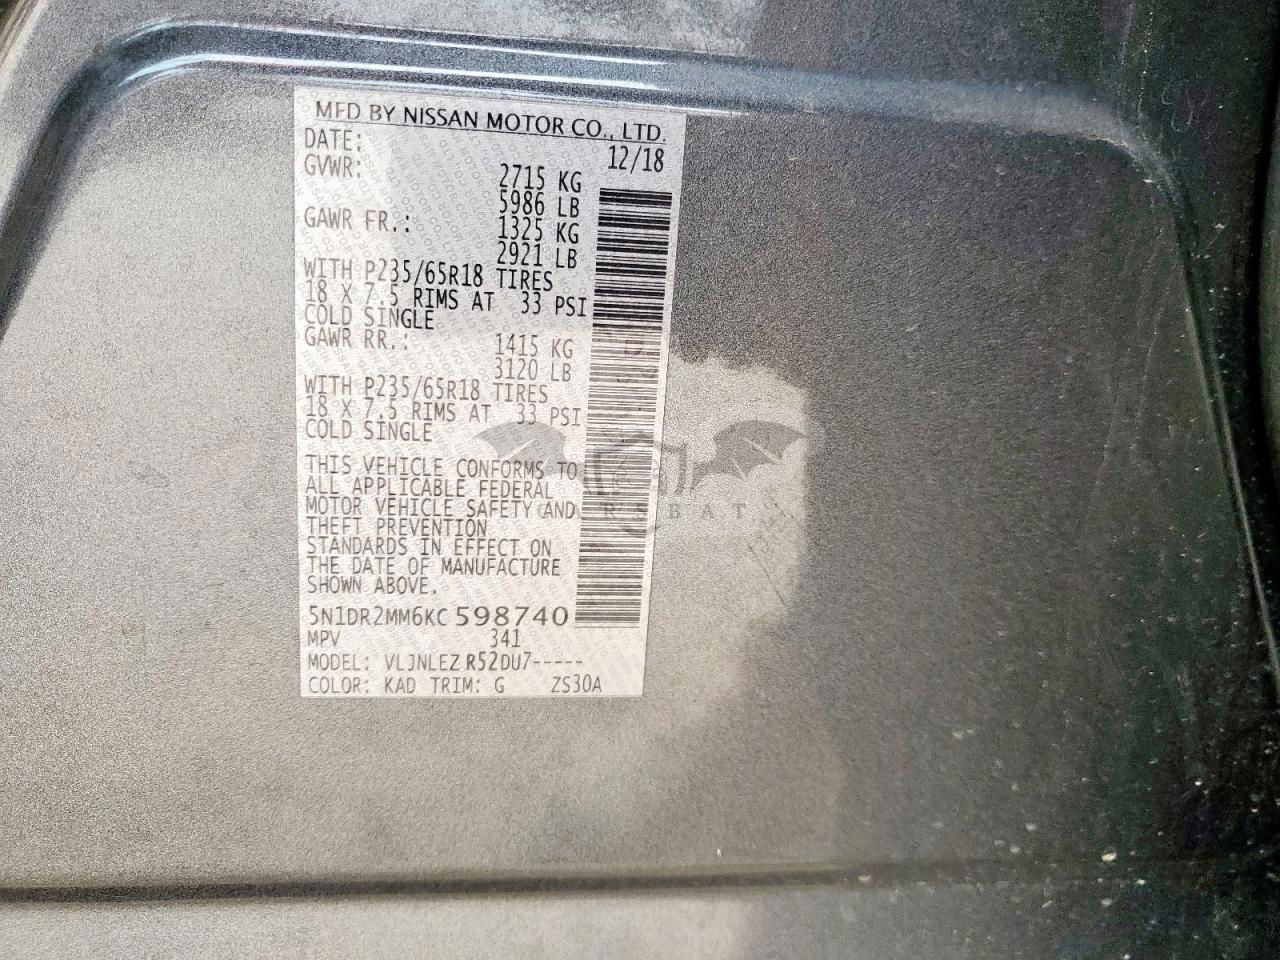 MFD BY NISSAN MOTOR CO., LTD.
DATE: 12/18
GVWR: 2715 KG
5986 LB
GAWR FR.: 1325 KG
2921 LB
WITH P235/65R18 TIRES
18 X 7.5 RIMS AT 33 PSI
COLD SINGLE
GAWR RR.: 1415 KG
3120 LB
WITH P235/65R18 TIRES
18 X 7.5 RIMS AT 33 PSI
COLD SINGLE
THIS VEHICLE CONFORMS TO
ALL APPLICABLE FEDERAL
MOTOR VEHICLE SAFETY AND
THEFT PREVENTION
STANDARDS IN EFFECT ON
THE DATE OF MANUFACTURE
SHOWN ABOVE.
5N1DR2MM6KC 598740
MPV 341
MODEL: VLJNLEZ R52DU7-----
COLOR: KAD TRIM: G ZS30A